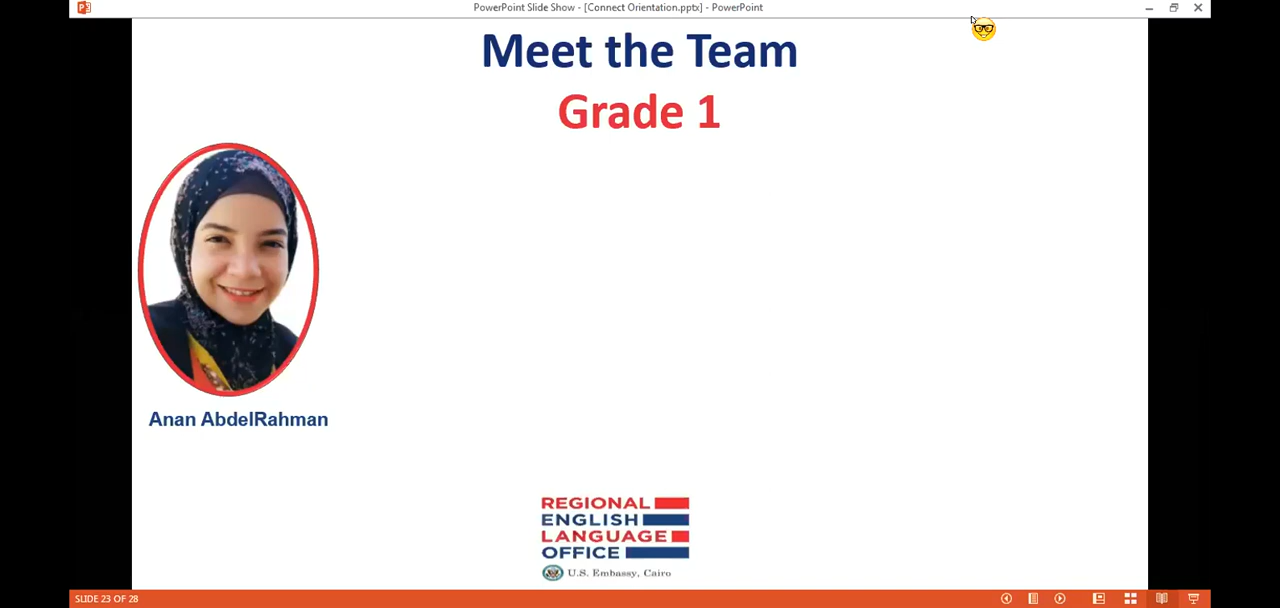 PowerPoint Slide Show - [Connect Orientation.pptx] - PowerPoint
Meet the Team
Grade 1
Anan AbdelRahman
REGIONAL
ENGLISH
LANGUAGE
OFFICE
U.S. Embassy, Cairo
SLIDE 23 OF 28